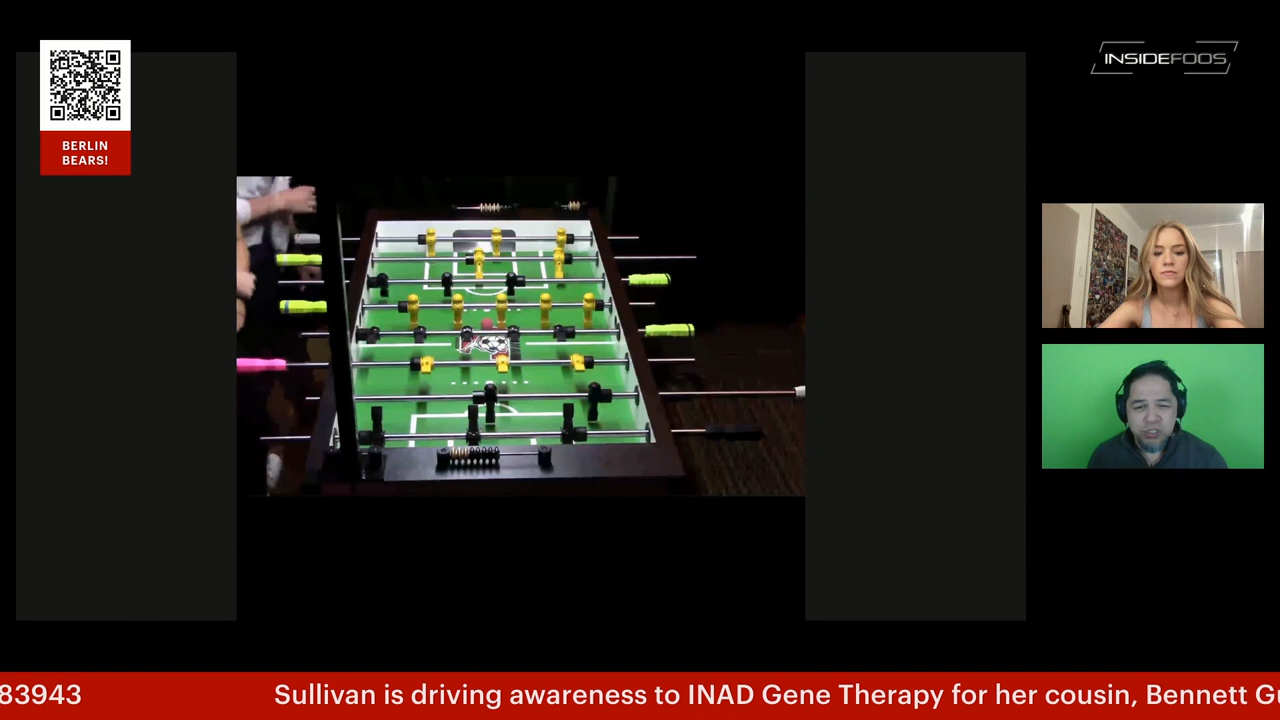 BERLIN
BEARS!
INSIDEFOOS
83943 Sullivan is driving awareness to INAD Gene Therapy for her cousin, Bennett